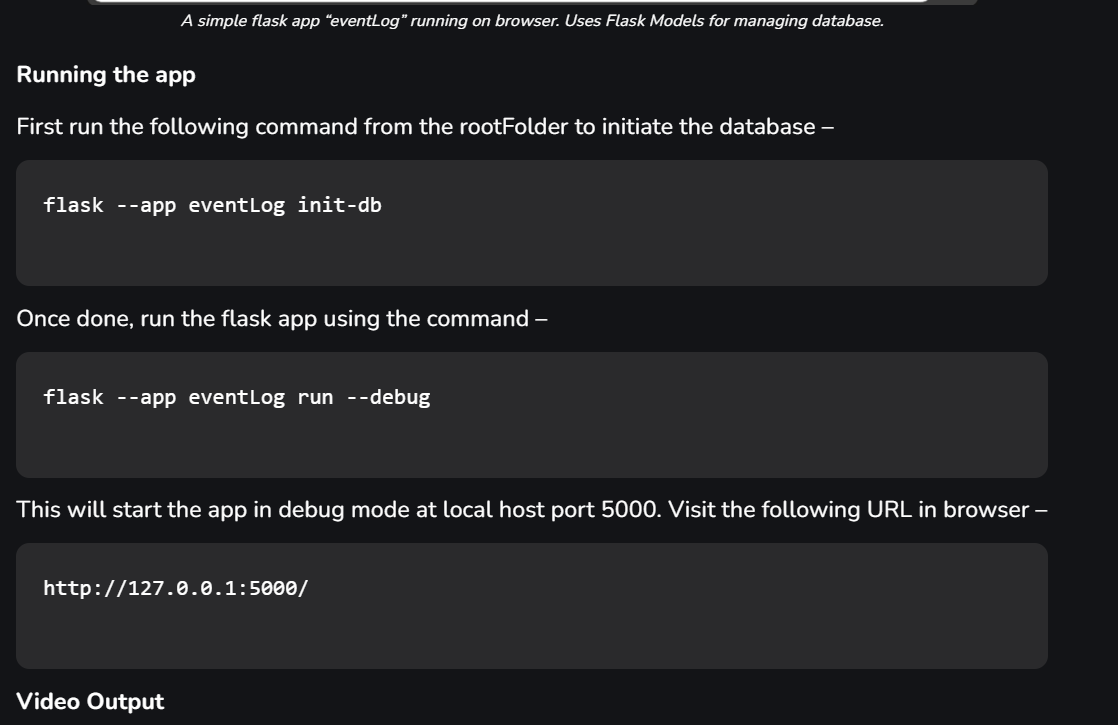 A simple flask app “eventLog” running on browser. Uses Flask Models for managing database.
Running the app
First run the following command from the rootFolder to initiate the database –
flask --app eventLog init-db
Once done, run the flask app using the command –
flask --app eventLog run --debug
This will start the app in debug mode at local host port 5000. Visit the following URL in browser –
http://127.0.0.1:5000/
Video Output